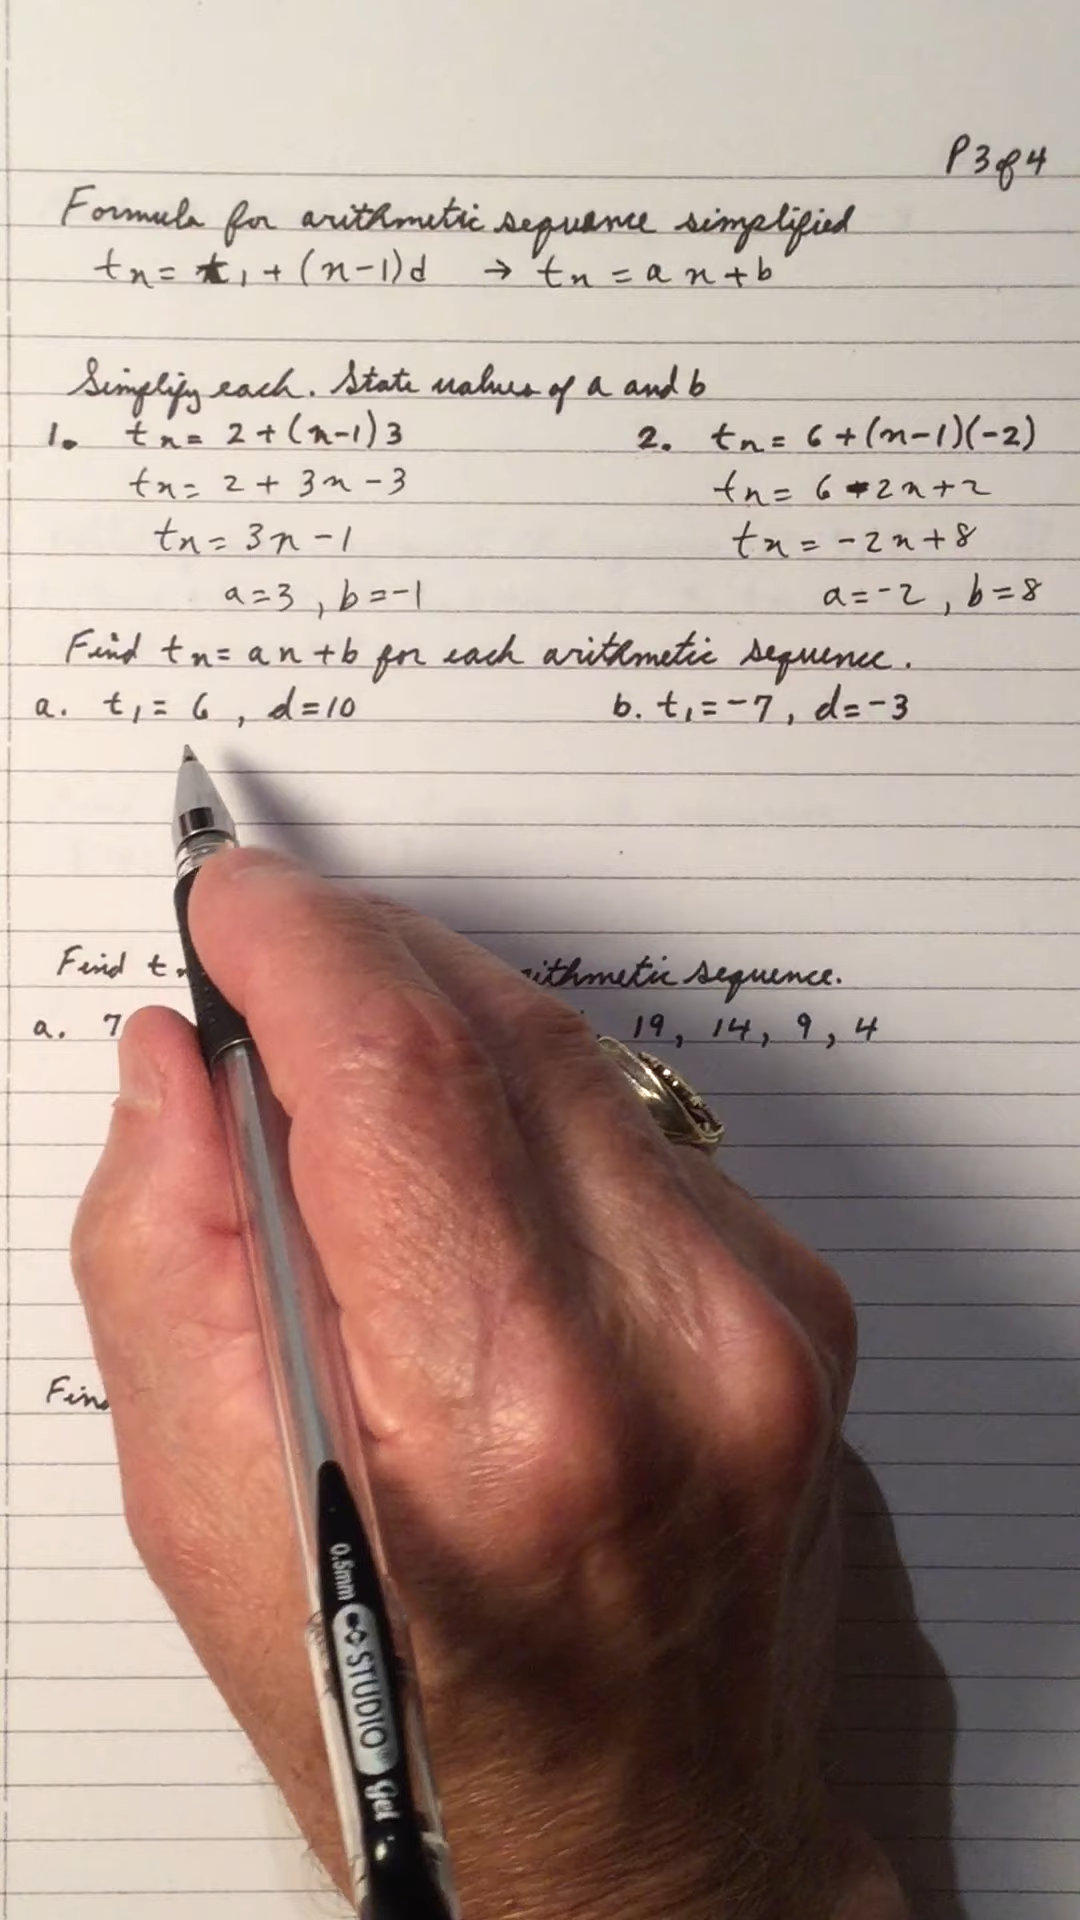 P 3 of 4
Formula for arithmetic sequence simplified
tn = t1 + (n-1)d → tn = an+b
Simplify each. State values of a and b
1. tn = 2 + (n-1)3
tn = 2 + 3n - 3
tn = 3n - 1
a=3, b=-1
2. tn = 6 + (n-1)(-2)
tn = 6 - 2n + 2
tn = -2n+8
a=-2, b=8
Find tn = an+b for each arithmetic sequence.
a. t1 = 6, d=10
b. t1 = -7, d=-3
Find t arithmetic sequence.
a. 7
19, 14, 9, 4
Find
0.5mm STUDIO gel